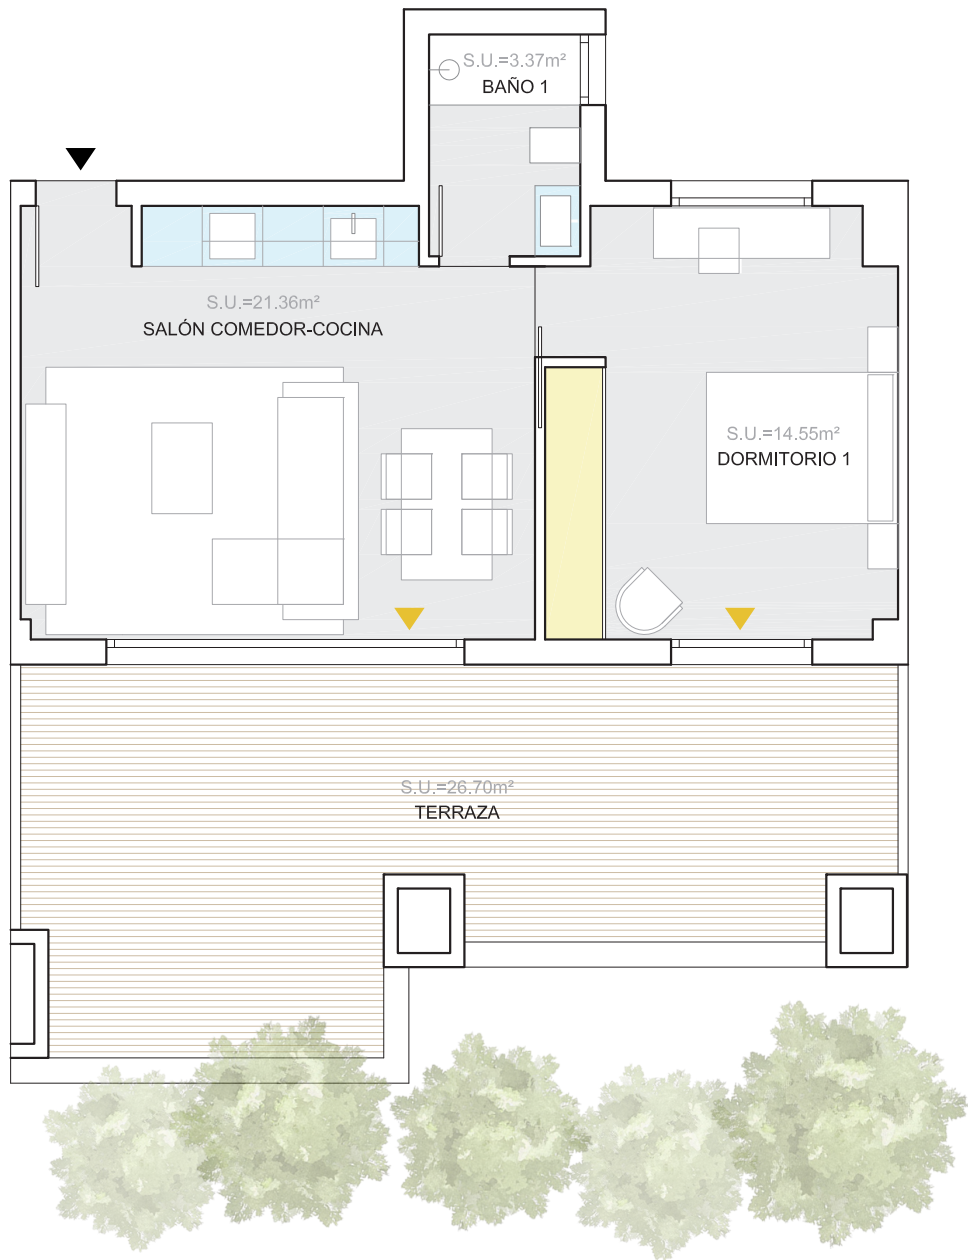 S.U.=3.37m²
BAÑO 1
S.U.=21.36m²
SALÓN COMEDOR-COCINA
S.U.=14.55m²
DORMITORIO 1
S.U.=26.70m²
TERRAZA